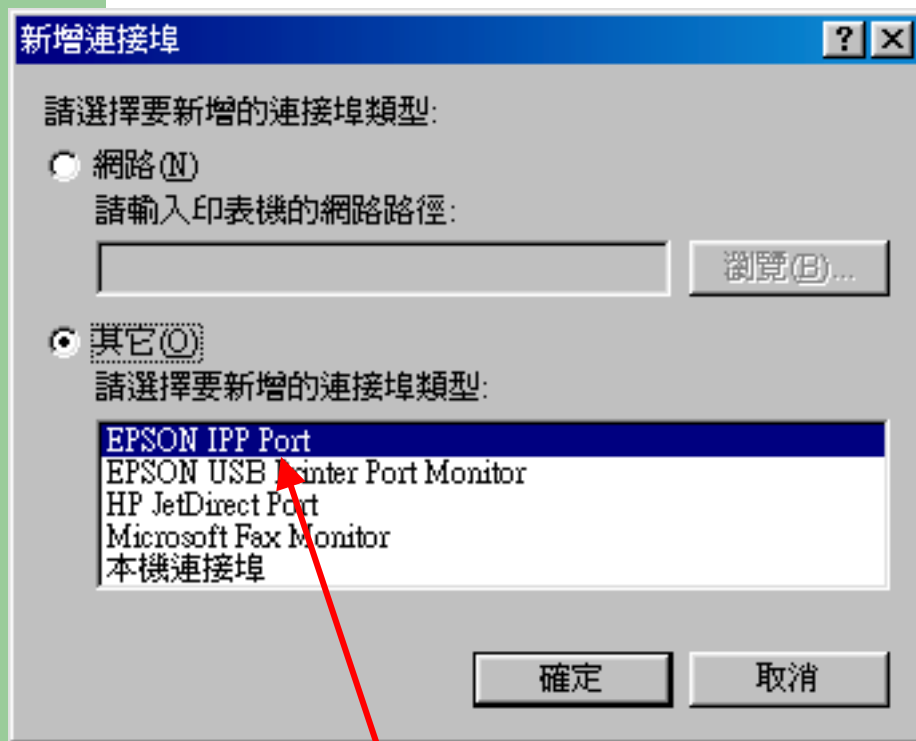 新增連接埠
請選擇要新增的連接埠類型:
網路(N)
請輸入印表機的網路路徑:
瀏覽(B)...
其它(O)
請選擇要新增的連接埠類型:
EPSON IPP Port
EPSON USB Printer Port Monitor
HP JetDirect Port
Microsoft Fax Monitor
本機連接埠
確定 取消